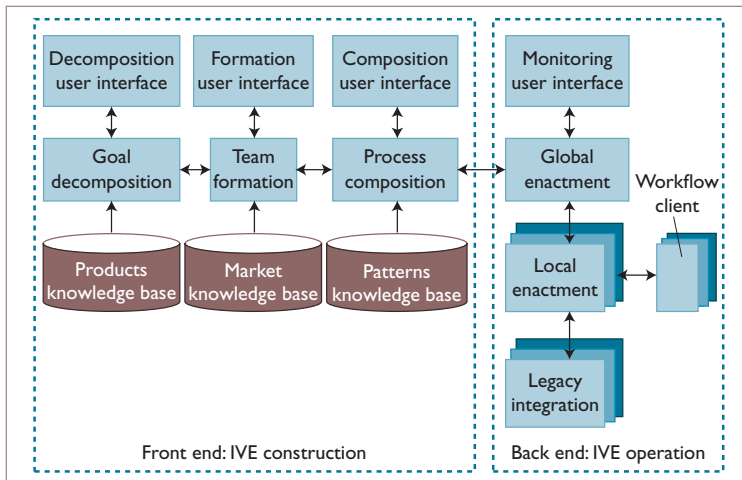 Decomposition
user interface
Formation
user interface
Composition
user interface
Monitoring
user interface
Goal
decomposition
Team
formation
Process
composition
Global
enactment
Workflow
client
Products
knowledge base
Market
knowledge base
Patterns
knowledge base
Local
enactment
Legacy
integration
Front end: IVE construction
Back end: IVE operation